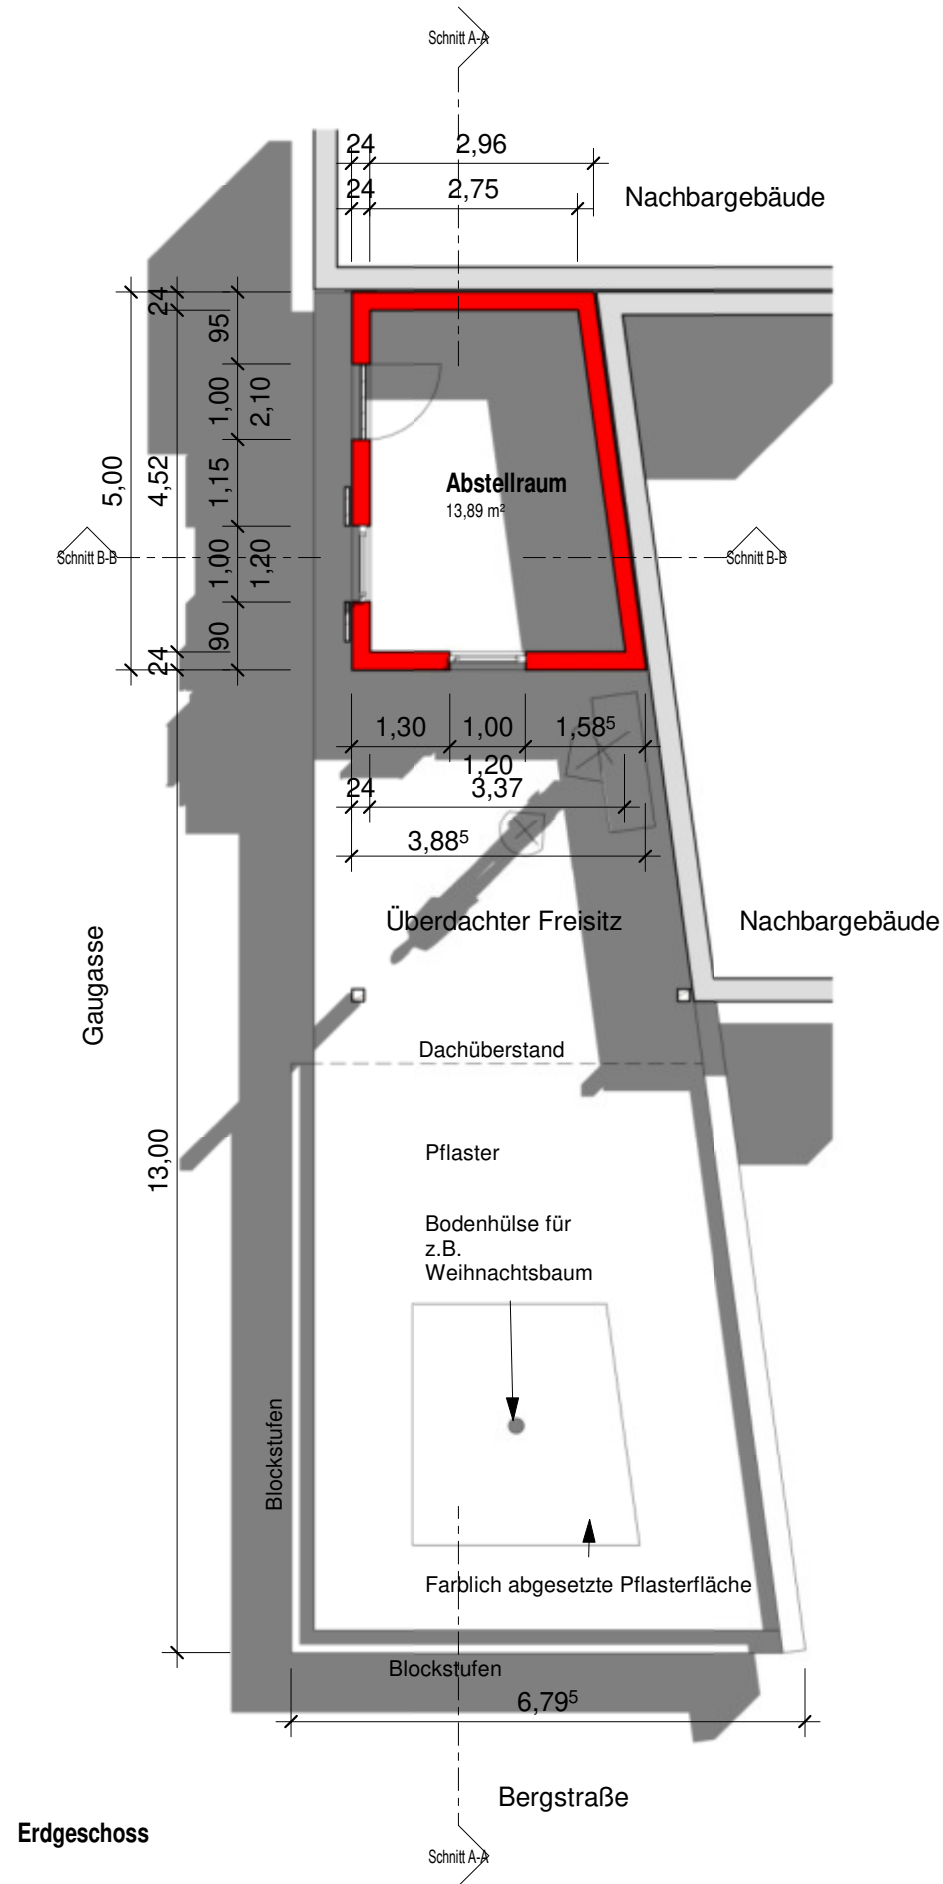 Schnitt A-A
24 2,96
24 2,75
Nachbargebäude
24
95
1,00
2,10
5,00
4,52
1,15
Abstellraum
13,89 m²
Schnitt B-B
1,00
1,20
Schnitt B-B
90
24
1,30 1,00 1,58⁵
1,20
24 3,37
3,88⁵
Überdachter Freisitz
Nachbargebäude
Gaugasse
Dachüberstand
13,00
Pflaster
Bodenhülse für
z.B.
Weihnachtsbaum
Blockstufen
Farblich abgesetzte Pflasterfläche
Blockstufen
6,79⁵
Bergstraße
Erdgeschoss
Schnitt A-A